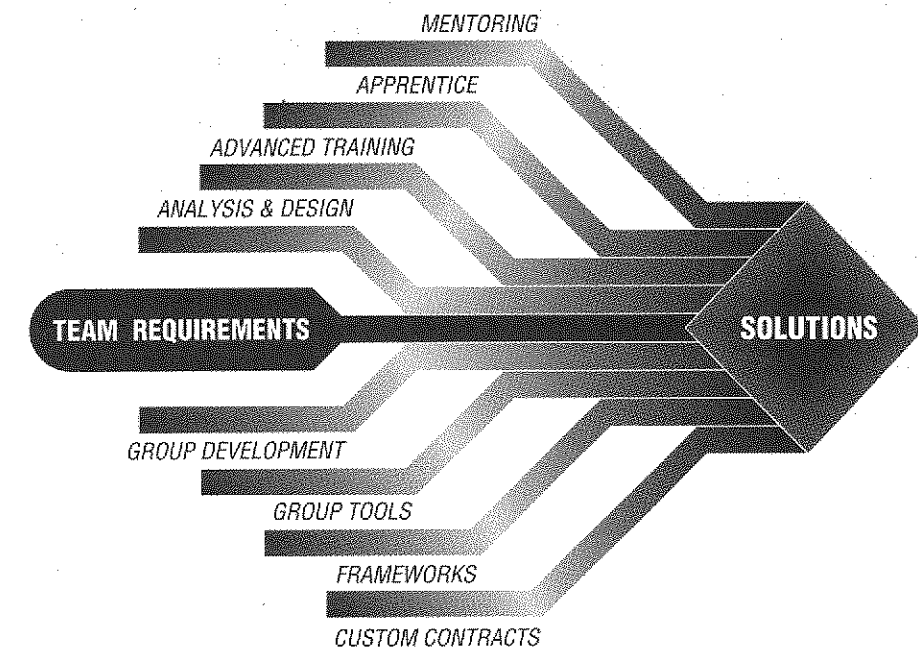 MENTORING
APPRENTICE
ADVANCED TRAINING
ANALYSIS & DESIGN
TEAM REQUIREMENTS
SOLUTIONS
GROUP DEVELOPMENT
GROUP TOOLS
FRAMEWORKS
CUSTOM CONTRACTS